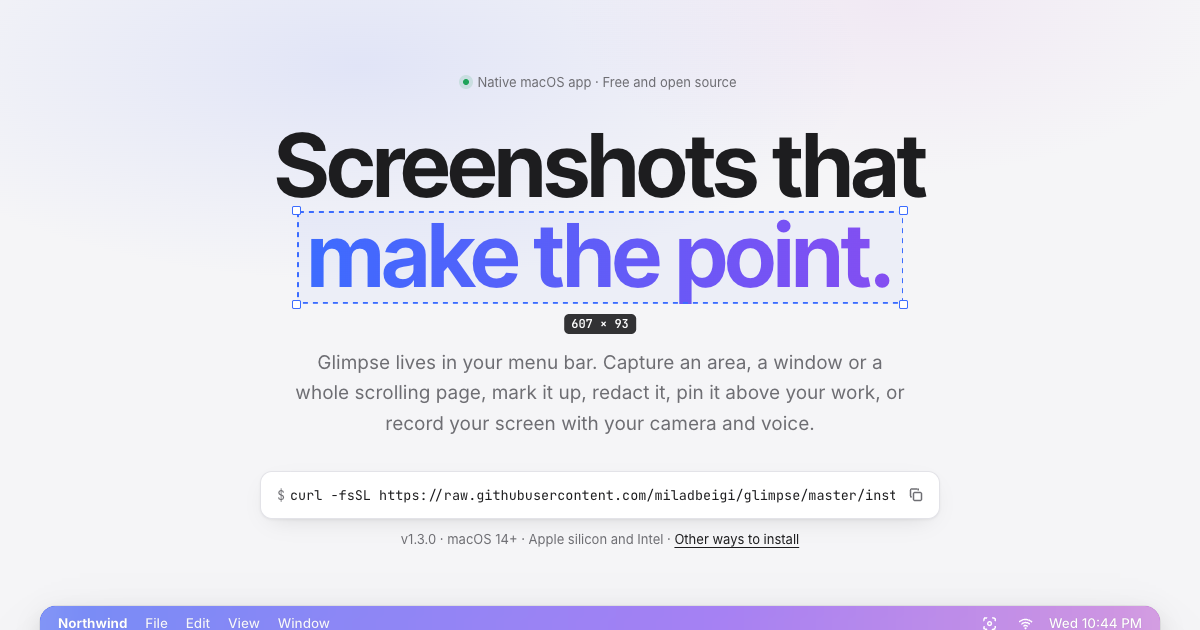 Native macOS app · Free and open source
Screenshots that
make the point.
607 × 93
Glimpse lives in your menu bar. Capture an area, a window or a
whole scrolling page, mark it up, redact it, pin it above your work, or
record your screen with your camera and voice.
$ curl -fsSL https://raw.githubusercontent.com/miladbeigi/glimpse/master/inst
v1.3.0 · macOS 14+ · Apple silicon and Intel · Other ways to install
Northwind File Edit View Window Wed 10:44 PM